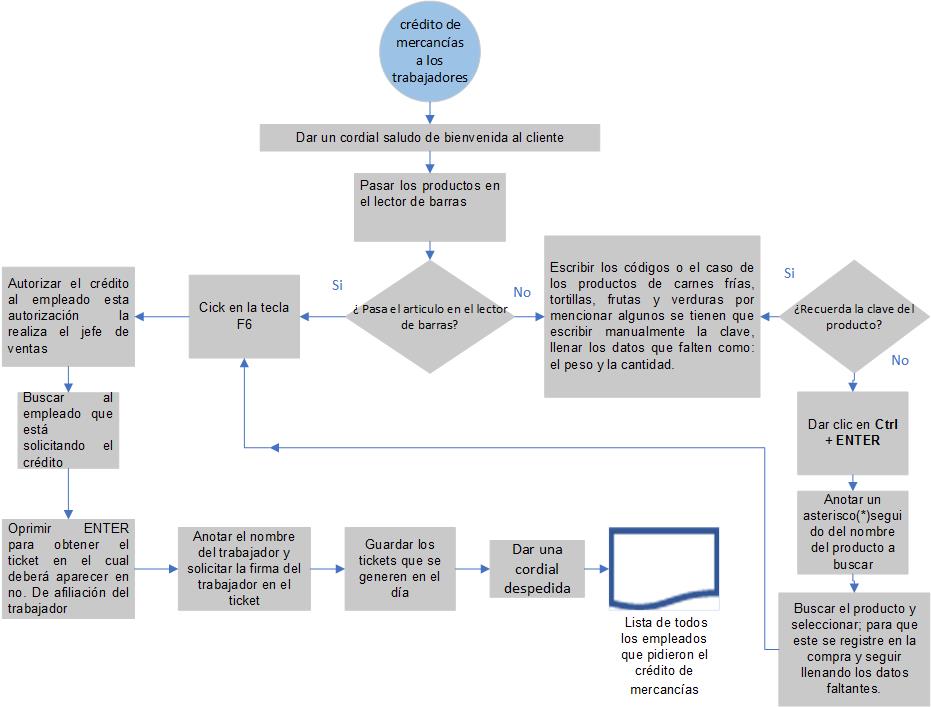 crédito de
mercancías
a los
trabajadores
Dar un cordial saludo de bienvenida al cliente
Pasar los productos en
el lector de barras
¿ Pasa el articulo en el lector
de barras?
Si
No
Cick en la tecla
F6
Autorizar el crédito
al empleado esta
autorización la
realiza el jefe de
ventas
Buscar al
empleado que
está
solicitando el
crédito
Oprimir ENTER
para obtener el
ticket en el cual
deberá aparecer en
no. De afiliación del
trabajador
Anotar el nombre
del trabajador y
solicitar la firma del
trabajador en el
ticket
Guardar los
tickets que se
generen en el
día
Dar una
cordial
despedida
Lista de todos
los empleados
que pidieron el
crédito de
mercancías
Escribir los códigos o el caso de
los productos de carnes frías,
tortillas, frutas y verduras por
mencionar algunos se tienen que
escribir manualmente la clave,
llenar los datos que falten como:
el peso y la cantidad.
Si
¿Recuerda la clave del
producto?
No
Dar clic en Ctrl
+ ENTER
Anotar un
asterisco(*)segui
do del nombre
del producto a
buscar
Buscar el producto y
seleccionar; para que
este se registre en la
compra y seguir
llenando los datos
faltantes.